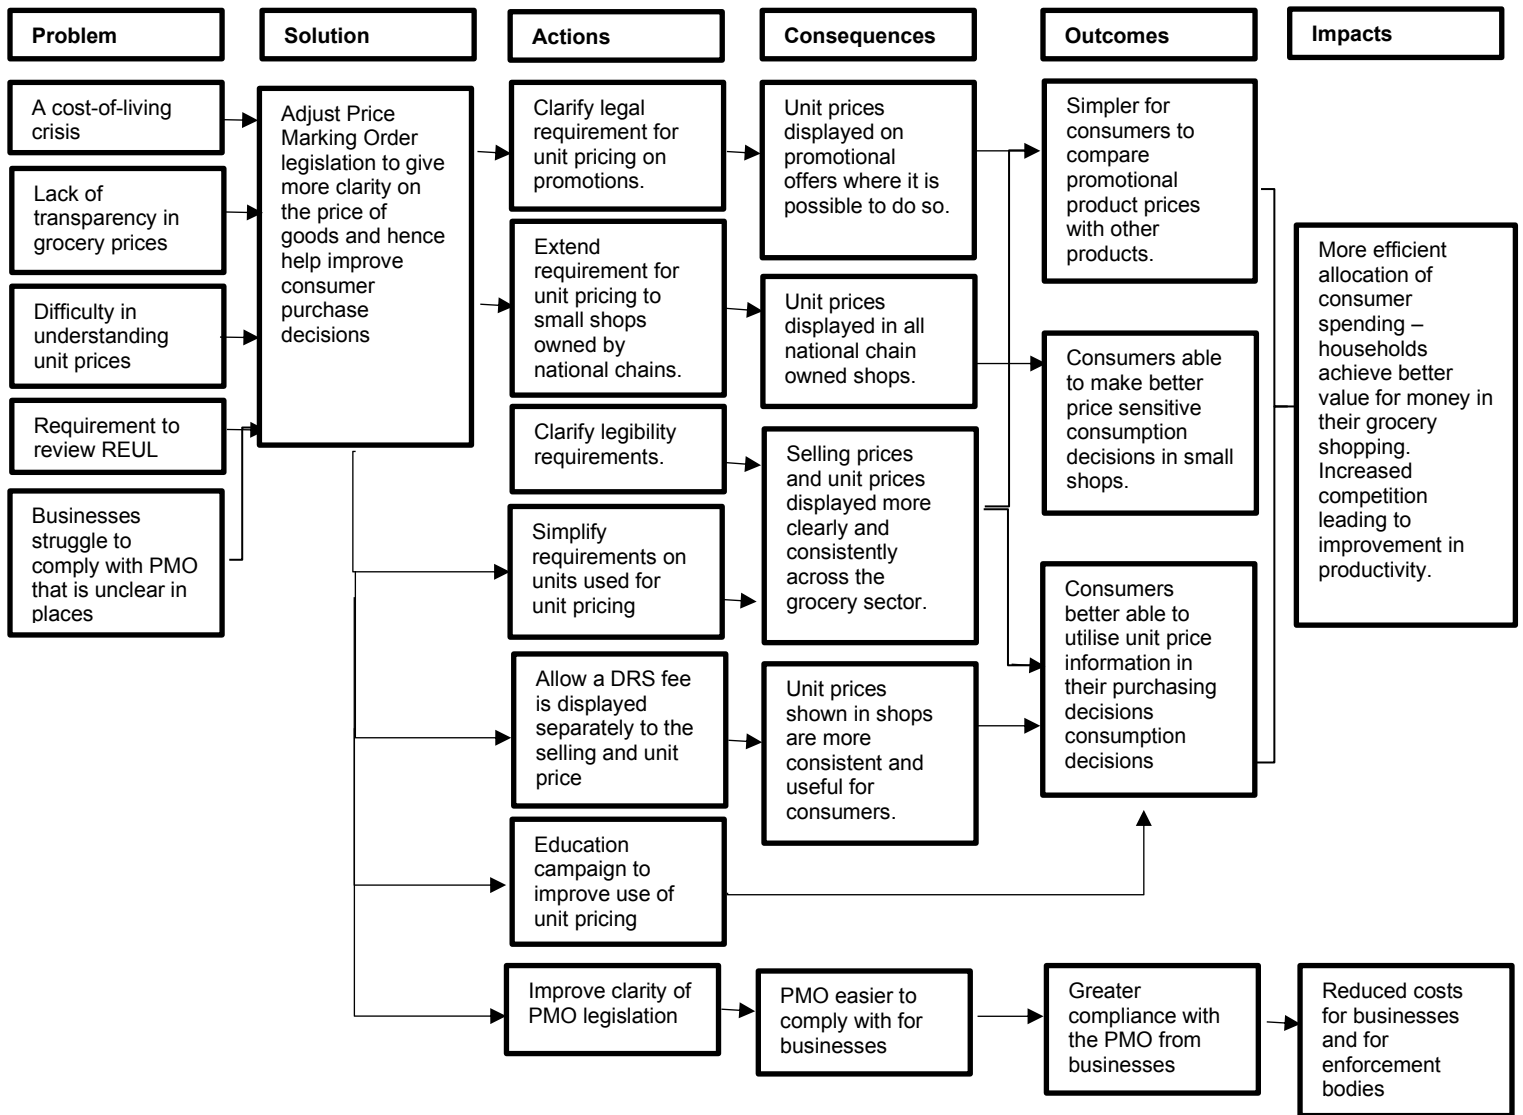 Problem
Solution
Actions
Consequences
Outcomes
Impacts
A cost-of-living
crisis
Lack of
transparency in
grocery prices
Difficulty in
understanding
unit prices
Requirement to
review REUL
Businesses
struggle to
comply with PMO
that is unclear in
places
Adjust Price
Marking Order
legislation to give
more clarity on
the price of
goods and hence
help improve
consumer
purchase
decisions
Clarify legal
requirement for
unit pricing on
promotions.
Extend
requirement for
unit pricing to
small shops
owned by
national chains.
Clarify legibility
requirements.
Simplify
requirements on
units used for
unit pricing
Allow a DRS fee
is displayed
separately to the
selling and unit
price
Education
campaign to
improve use of
unit pricing
Improve clarity of
PMO legislation
Unit prices
displayed on
promotional
offers where it is
possible to do so.
Unit prices
displayed in all
national chain
owned shops.
Selling prices
and unit prices
displayed more
clearly and
consistently
across the
grocery sector.
Unit prices
shown in shops
are more
consistent and
useful for
consumers.
PMO easier to
comply with for
businesses
Simpler for
consumers to
compare
promotional
product prices
with other
products.
Consumers able
to make better
price sensitive
consumption
decisions in small
shops.
Consumers
better able to
utilise unit price
information in
their purchasing
decisions
consumption
decisions
Greater
compliance with
the PMO from
businesses
More efficient
allocation of
consumer
spending –
households
achieve better
value for money in
their grocery
shopping.
Increased
competition
leading to
improvement in
productivity.
Reduced costs
for businesses
and for
enforcement
bodies